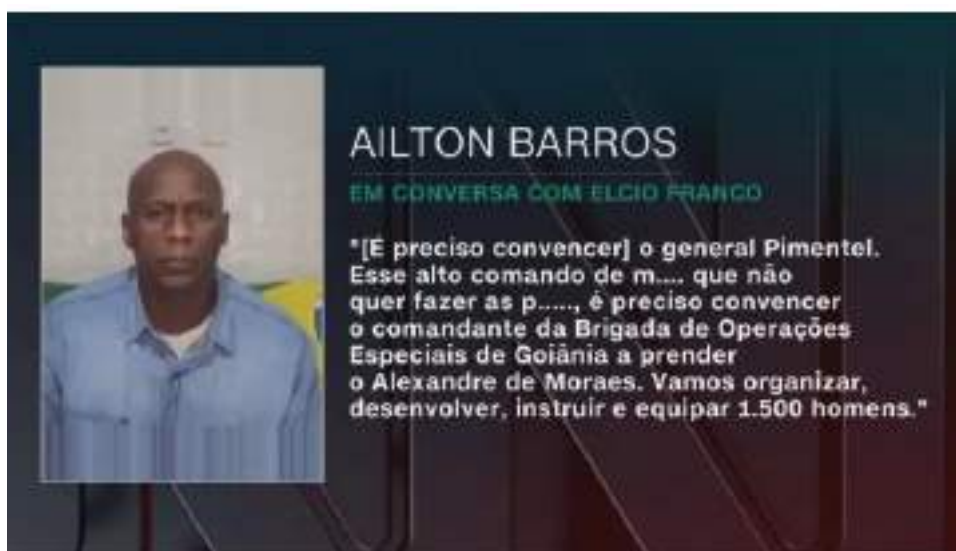 AILTON BARROS
EM CONVERSA COM ELCIO FRANCO
"[É preciso convencer] o general Pimentel.
Esse alto comando de m.... que não
quer fazer as p....., é preciso convencer
o comandante da Brigada de Operações
Especiais de Goiânia a prender
o Alexandre de Moraes. Vamos organizar,
desenvolver, instruir e equipar 1.500 homens."